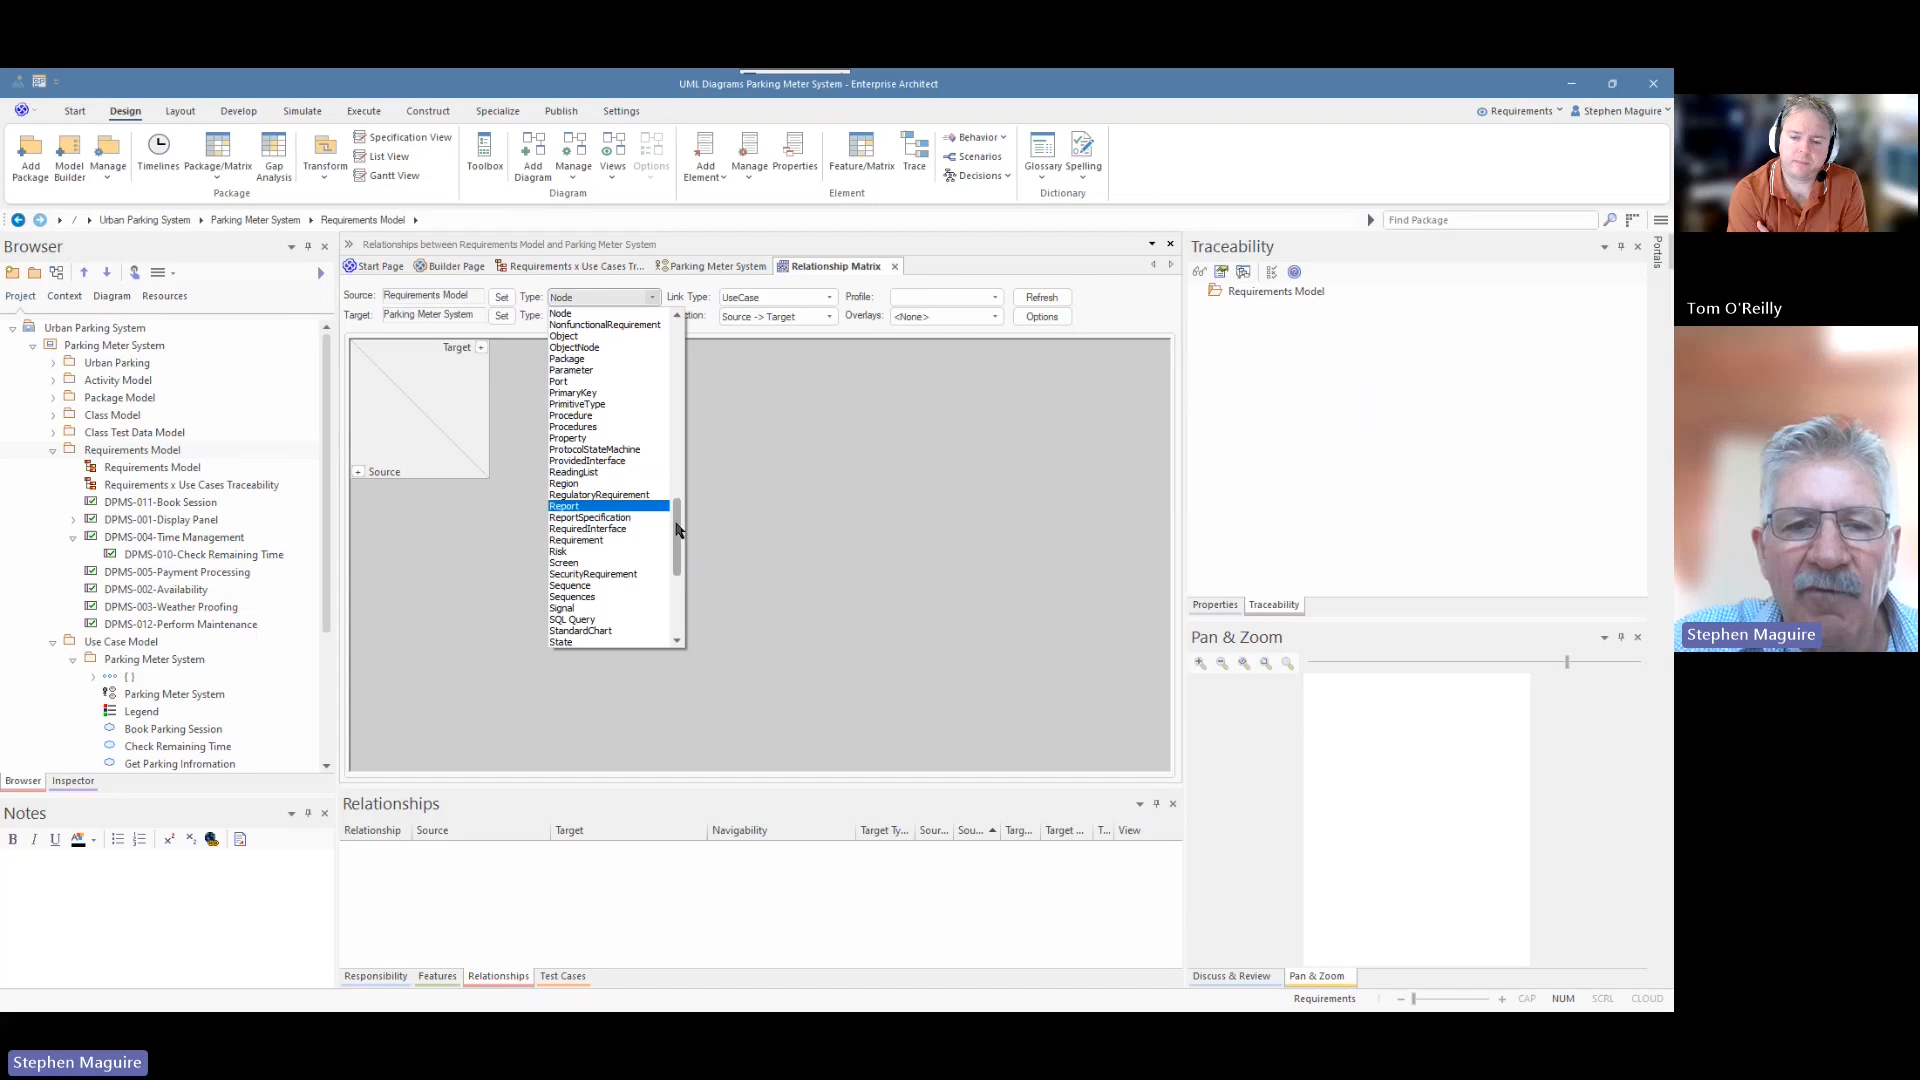 UML Diagrams Parking Meter System - Enterprise Architect
Start Design Layout Develop Simulate Execute Construct Specialize Publish Settings
Requirements Stephen Maguire
Add Package
Model Builder
Manage
Timelines
Package/Matrix
Gap Analysis
Package
Transform
Specification View
List View
Gantt View
Toolbox
Add Diagram
Manage
Views
Options
Diagram
Add Element
Manage
Properties
Feature/Matrix
Trace
Behavior
Scenarios
Decisions
Element
Glossary
Spelling
Dictionary
/ Urban Parking System Parking Meter System Requirements Model
Find Package
Portals
Browser
Project Context Diagram Resources
Urban Parking System
Parking Meter System
Urban Parking
Activity Model
Package Model
Class Model
Class Test Data Model
Requirements Model
Requirements Model
Requirements x Use Cases Traceability
DPMS-011-Book Session
DPMS-001-Display Panel
DPMS-004-Time Management
DPMS-010-Check Remaining Time
DPMS-005-Payment Processing
DPMS-002-Availability
DPMS-003-Weather Proofing
DPMS-012-Perform Maintenance
Use Case Model
Parking Meter System
{ }
Parking Meter System
Legend
Book Parking Session
Check Remaining Time
Get Parking Infromation
Browser Inspector
Notes
B I U
Relationships between Requirements Model and Parking Meter System
Start Page Builder Page Requirements x Use Cases Tr... Parking Meter System Relationship Matrix
Source: Requirements Model Set Type: Node Link Type: UseCase Profile: Refresh
Target: Parking Meter System Set Type: tion: Source -> Target Overlays: <None> Options
Target +
+ Source
Node
NonfunctionalRequirement
Object
ObjectNode
Package
Parameter
Port
PrimaryKey
PrimitiveType
Procedure
Procedures
Property
ProtocolStateMachine
ProvidedInterface
ReadingList
Region
RegulatoryRequirement
Report
ReportSpecification
RequiredInterface
Requirement
Risk
Screen
SecurityRequirement
Sequence
Sequences
Signal
SQL Query
StandardChart
State
Relationships
Relationship Source Target Navigability Target Ty... Sour... Sou... Targ... Target ... T... View
Responsibility Features Relationships Test Cases
Traceability
Requirements Model
Properties Traceability
Pan & Zoom
Discuss & Review Pan & Zoom
Requirements CAP NUM SCRL CLOUD
Tom O'Reilly
Stephen Maguire
Stephen Maguire